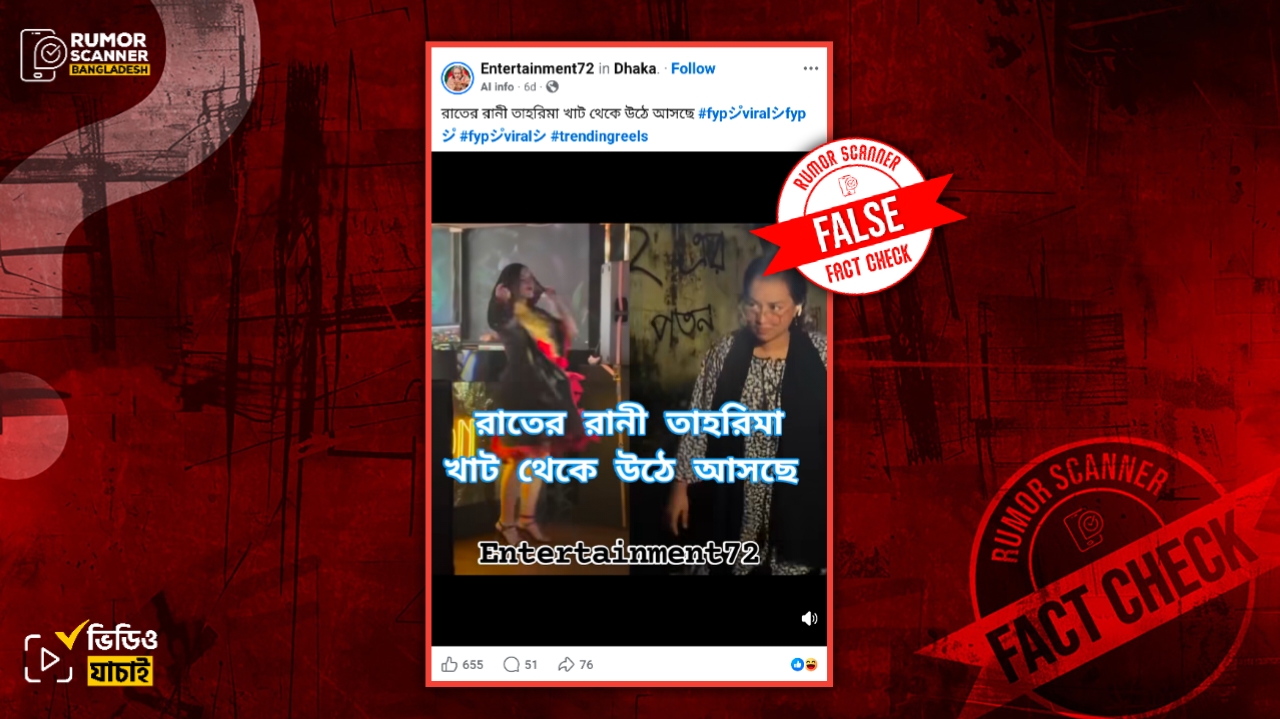 RUMOR
SCANNER
BANGLADESH
Entertainment72 in Dhaka. · Follow
AI info · 6d ·
রাতের রানী তাহরিমা খাট থেকে উঠে আসছে #fypシ゚viralシfyp
シ゚ #fypシ゚viralシ #trendingreels
RUMOR SCANNER
FALSE
FACT CHECK
পতন
রাতের রানী তাহরিমা
খাট থেকে উঠে আসছে
Entertainment72
655 51 76
RUMOR SCANNER
FACT CHECK
ভিডিও
যাচাই